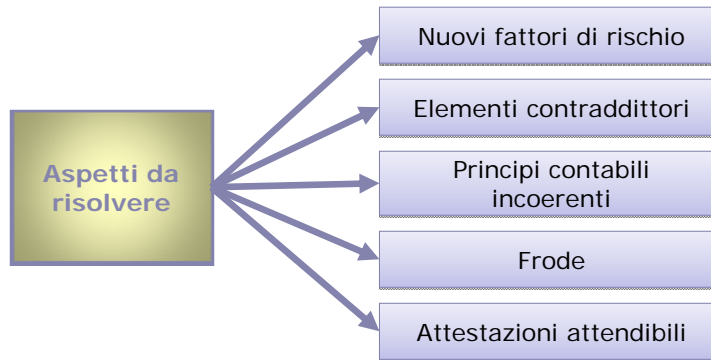 Nuovi fattori di rischio
Elementi contraddittori
Aspetti da
risolvere
Principi contabili
incoerenti
Frode
Attestazioni attendibili